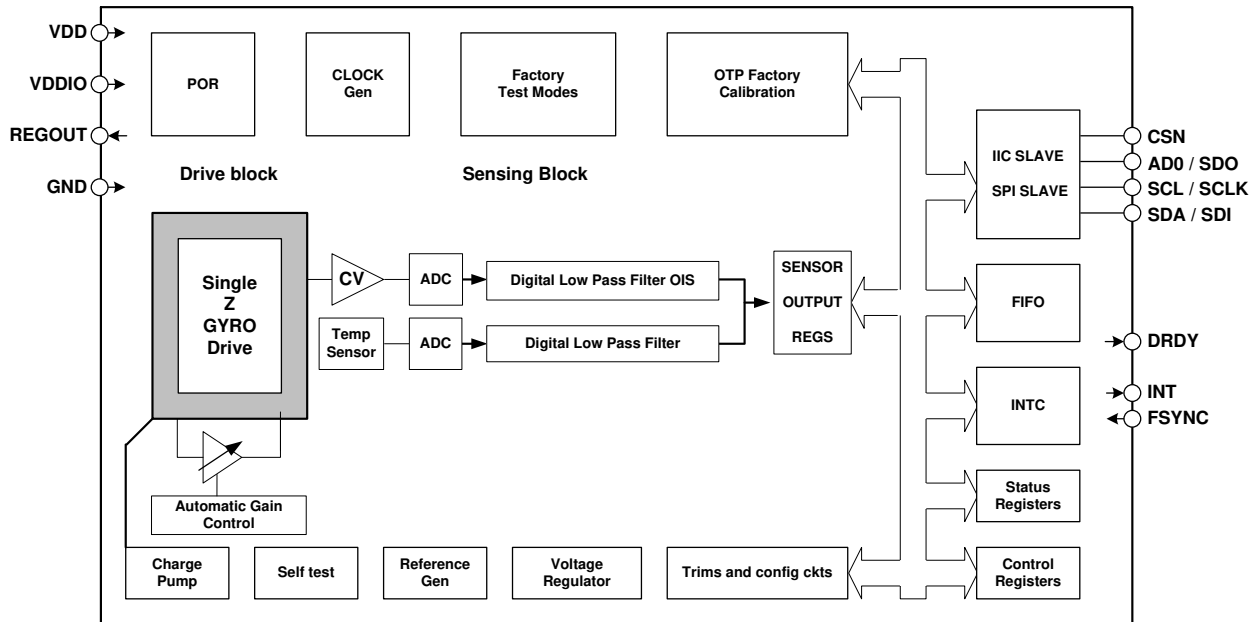 VDD
VDDIO
REGOUT
GND
POR
CLOCK
Gen
Factory
Test Modes
OTP Factory
Calibration
IIC SLAVE
SPI SLAVE
CSN
AD0 / SDO
SCL / SCLK
SDA / SDI
Drive block
Sensing Block
Single
Z
GYRO
Drive
CV
ADC
Digital Low Pass Filter OIS
Temp
Sensor
ADC
Digital Low Pass Filter
SENSOR
OUTPUT
REGS
FIFO
DRDY
INTC
INT
FSYNC
Automatic Gain
Control
Status
Registers
Charge
Pump
Self test
Reference
Gen
Voltage
Regulator
Trims and config ckts
Control
Registers